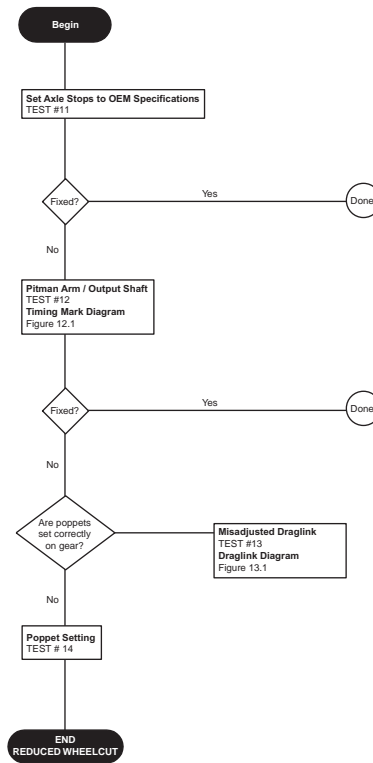 Begin
Set Axle Stops to OEM Specifications
TEST #11
Fixed?
Yes
Done
No
Pitman Arm / Output Shaft
TEST #12
Timing Mark Diagram
Figure 12.1
Fixed?
Yes
Done
No
Are poppets
set correctly
on gear?
Misadjusted Draglink
TEST #13
Draglink Diagram
Figure 13.1
No
Poppet Setting
TEST # 14
END
REDUCED WHEELCUT